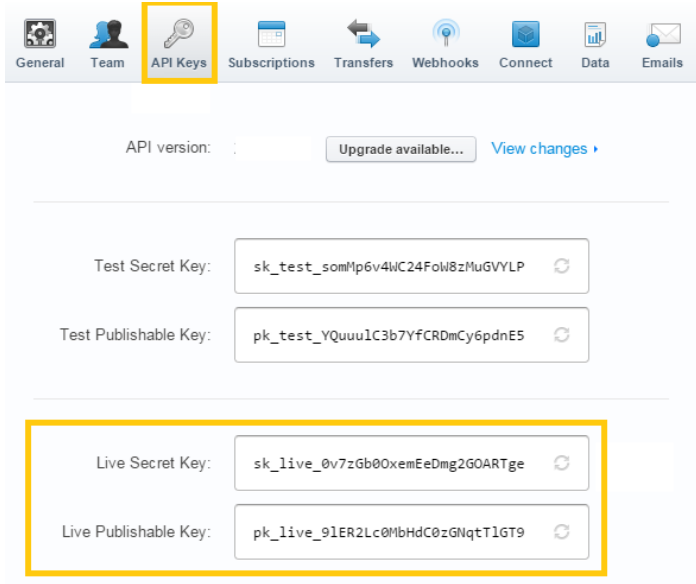 General Team API Keys Subscriptions Transfers Webhooks Connect Data Emails
API version: Upgrade available... View changes
Test Secret Key: sk_test_somMp6v4WC24FoW8zMuGVYLP
Test Publishable Key: pk_test_YQuuulC3b7YfCRDmCy6pdnE5
Live Secret Key: sk_live_0v7zGb0OxemEeDmg2GOARTge
Live Publishable Key: pk_live_9lER2Lc0MbHdC0zGNqtTlGT9